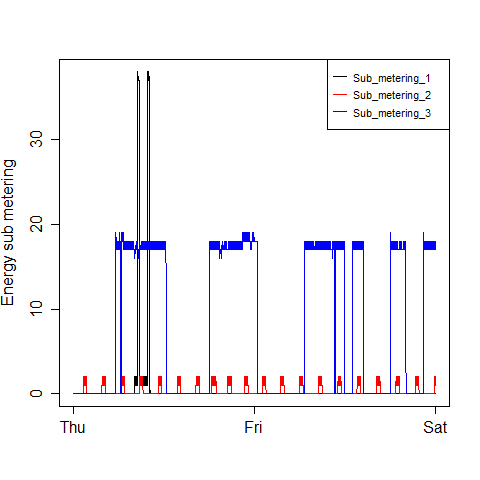 Sub_metering_1
Sub_metering_2
Sub_metering_3
Energy sub metering
30
20
10
0
Thu Fri Sat